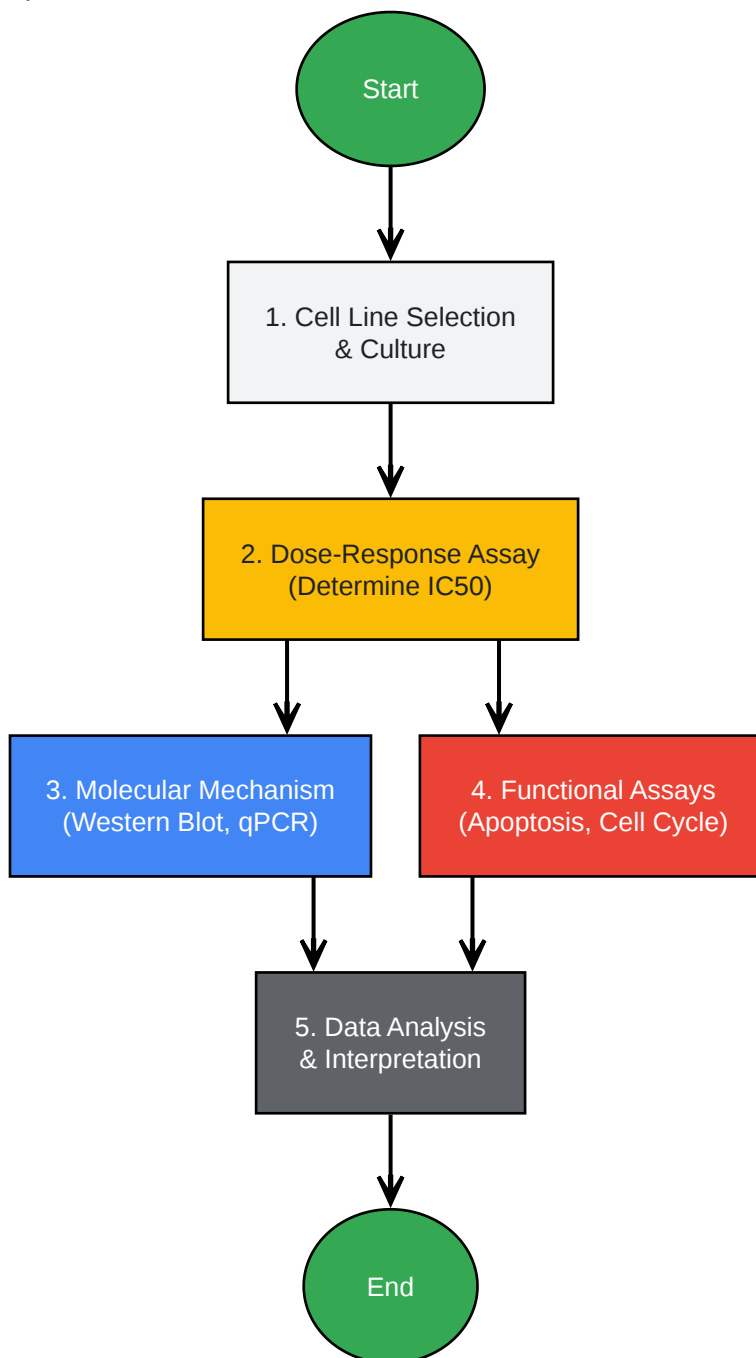 Start
1. Cell Line Selection
& Culture
2. Dose-Response Assay
(Determine IC50)
3. Molecular Mechanism
(Western Blot, qPCR)
4. Functional Assays
(Apoptosis, Cell Cycle)
5. Data Analysis
& Interpretation
End